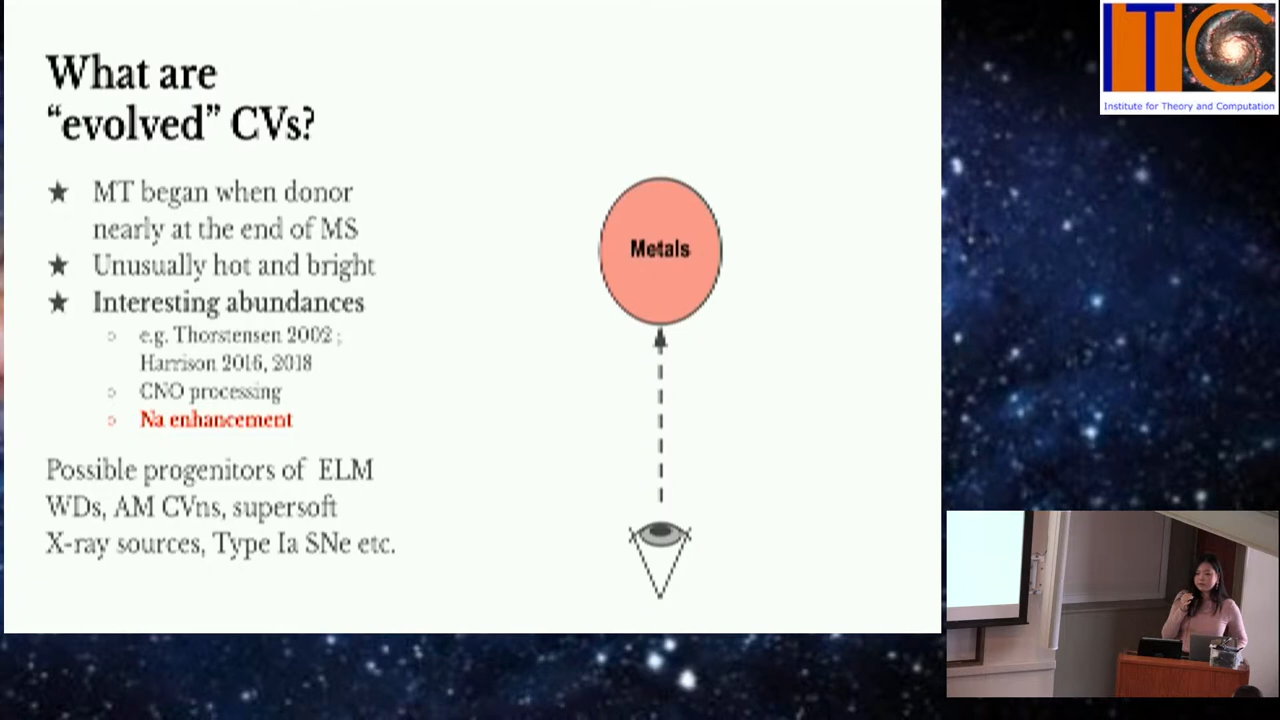 What are
“evolved” CVs?
★ MT began when donor
nearly at the end of MS
★ Unusually hot and bright
★ Interesting abundances
○ e.g. Thorstensen 2002 ;
Harrison 2016, 2018
○ CNO processing
○ Na enhancement
Possible progenitors of ELM
WDs, AM CVns, supersoft
X-ray sources, Type Ia SNe etc.
Metals
ITC
Institute for Theory and Computation